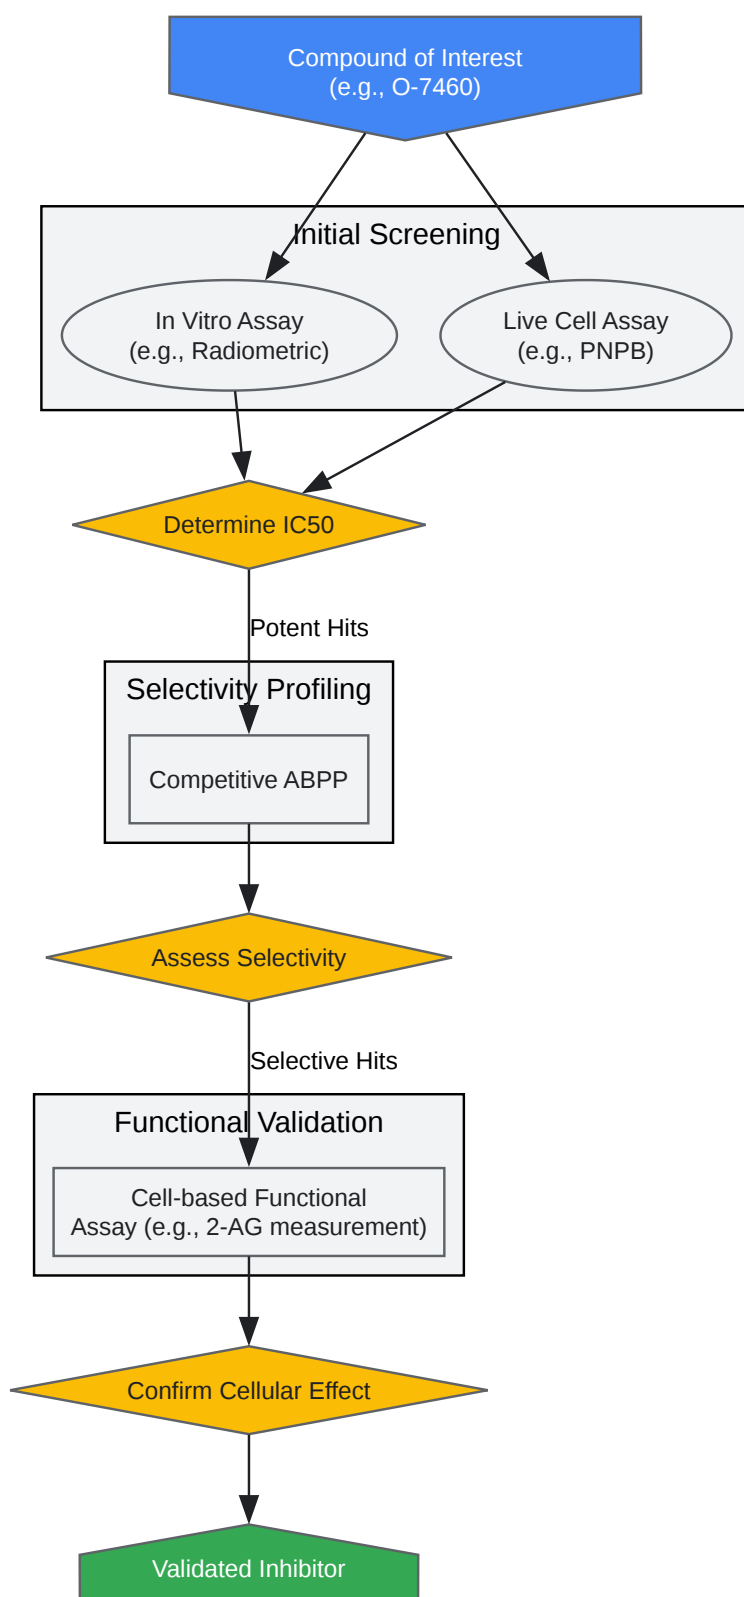 Compound of Interest
(e.g., O-7460)
Initial Screening
In Vitro Assay
(e.g., Radiometric)
Live Cell Assay
(e.g., PNPB)
Determine IC50
Potent Hits
Selectivity Profiling
Competitive ABPP
Assess Selectivity
Selective Hits
Functional Validation
Cell-based Functional
Assay (e.g., 2-AG measurement)
Confirm Cellular Effect
Validated Inhibitor